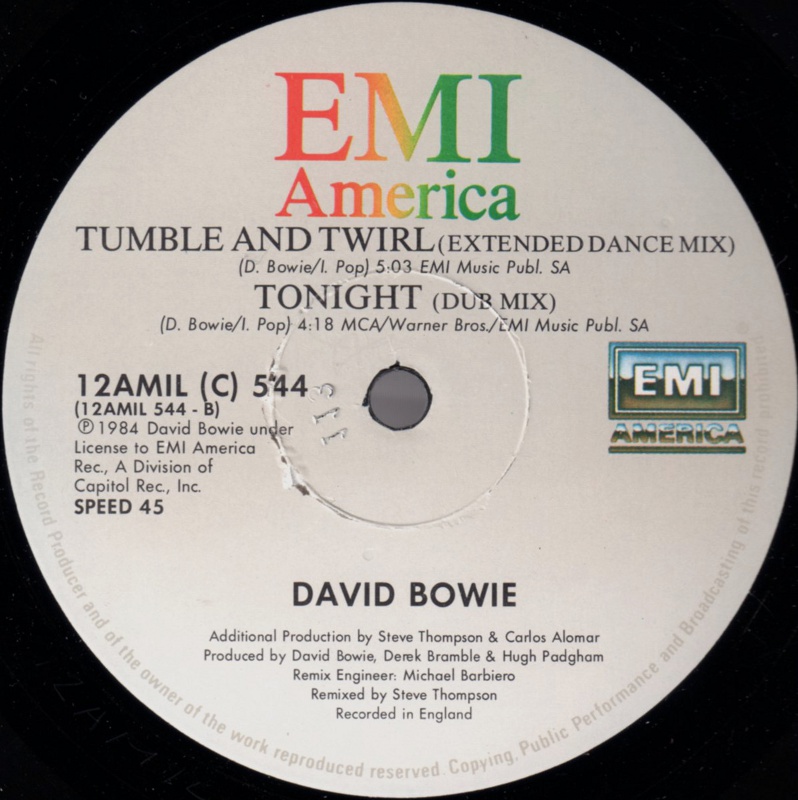 EMI
America
TUMBLE AND TWIRL (EXTENDED DANCE MIX)
(D. Bowie/I. Pop) 5:03 EMI Music Publ. SA
TONIGHT (DUB MIX)
(D. Bowie/I. Pop) 4:18 MCA/Warner Bros./EMI Music Publ. SA
12AMIL (C) 544
(12AMIL 544 - B)
℗ 1984 David Bowie under
License to EMI America
Rec., A Division of
Capitol Rec., Inc.
SPEED 45
113
EMI
AMERICA
DAVID BOWIE
Additional Production by Steve Thompson & Carlos Alomar
Produced by David Bowie, Derek Bramble & Hugh Padgham
Remix Engineer: Michael Barbiero
Remixed by Steve Thompson
Recorded in England
All rights of the Record Producer and of the owner of the work reproduced reserved. Copying, Public Performance and Broadcasting of this record prohibited